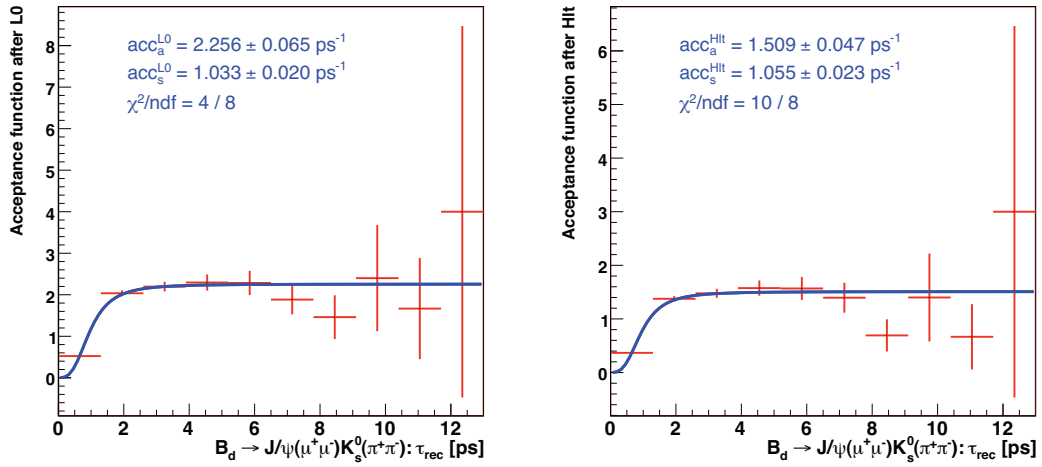 Acceptance function after L0
acc_a^L0 = 2.256 ± 0.065 ps^-1
acc_s^L0 = 1.033 ± 0.020 ps^-1
χ²/ndf = 4 / 8
8
7
6
5
4
3
2
1
0
0 2 4 6 8 10 12
B_d → J/ψ(μ⁺μ⁻)K_s^0(π⁺π⁻): τ_rec [ps]
Acceptance function after Hlt
acc_a^Hlt = 1.509 ± 0.047 ps^-1
acc_s^Hlt = 1.055 ± 0.023 ps^-1
χ²/ndf = 10 / 8
6
5
4
3
2
1
0
0 2 4 6 8 10 12
B_d → J/ψ(μ⁺μ⁻)K_s^0(π⁺π⁻): τ_rec [ps]